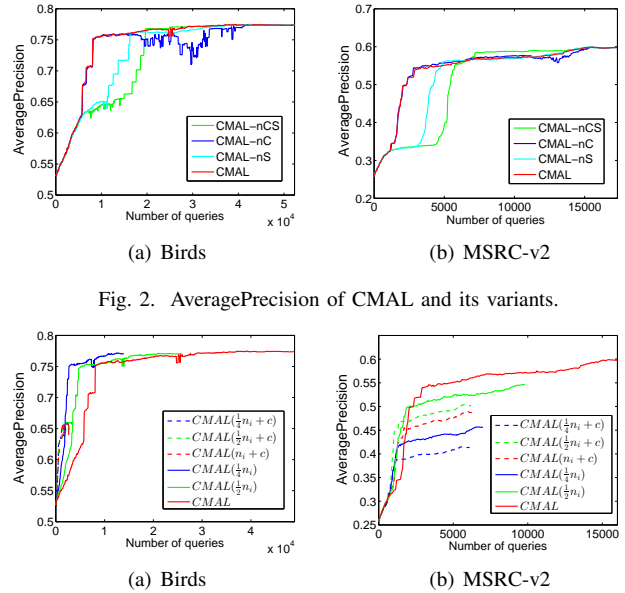 0.8
0.75
0.7
0.65
0.6
0.55
0.5
AveragePrecision
CMAL−nCS
CMAL−nC
CMAL−nS
CMAL
0 1 2 3 4 5
Number of queries
x 10^4
(a) Birds
0.6
0.5
0.4
0.3
0.2
AveragePrecision
CMAL−nCS
CMAL−nC
CMAL−nS
CMAL
0 5000 10000 15000
Number of queries
(b) MSRC-v2
Fig. 2. AveragePrecision of CMAL and its variants.
0.8
0.75
0.7
0.65
0.6
0.55
0.5
AveragePrecision
CMAL(1/4 n_i + c)
CMAL(1/2 n_i + c)
CMAL(n_i + c)
CMAL(1/4 n_i)
CMAL(1/2 n_i)
CMAL
0 1 2 3 4
Number of queries
x 10^4
(a) Birds
0.6
0.55
0.5
0.45
0.4
0.35
0.3
0.25
AveragePrecision
CMAL(1/4 n_i + c)
CMAL(1/2 n_i + c)
CMAL(n_i + c)
CMAL(1/4 n_i)
CMAL(1/2 n_i)
CMAL
0 5000 10000 15000
Number of queries
(b) MSRC-v2